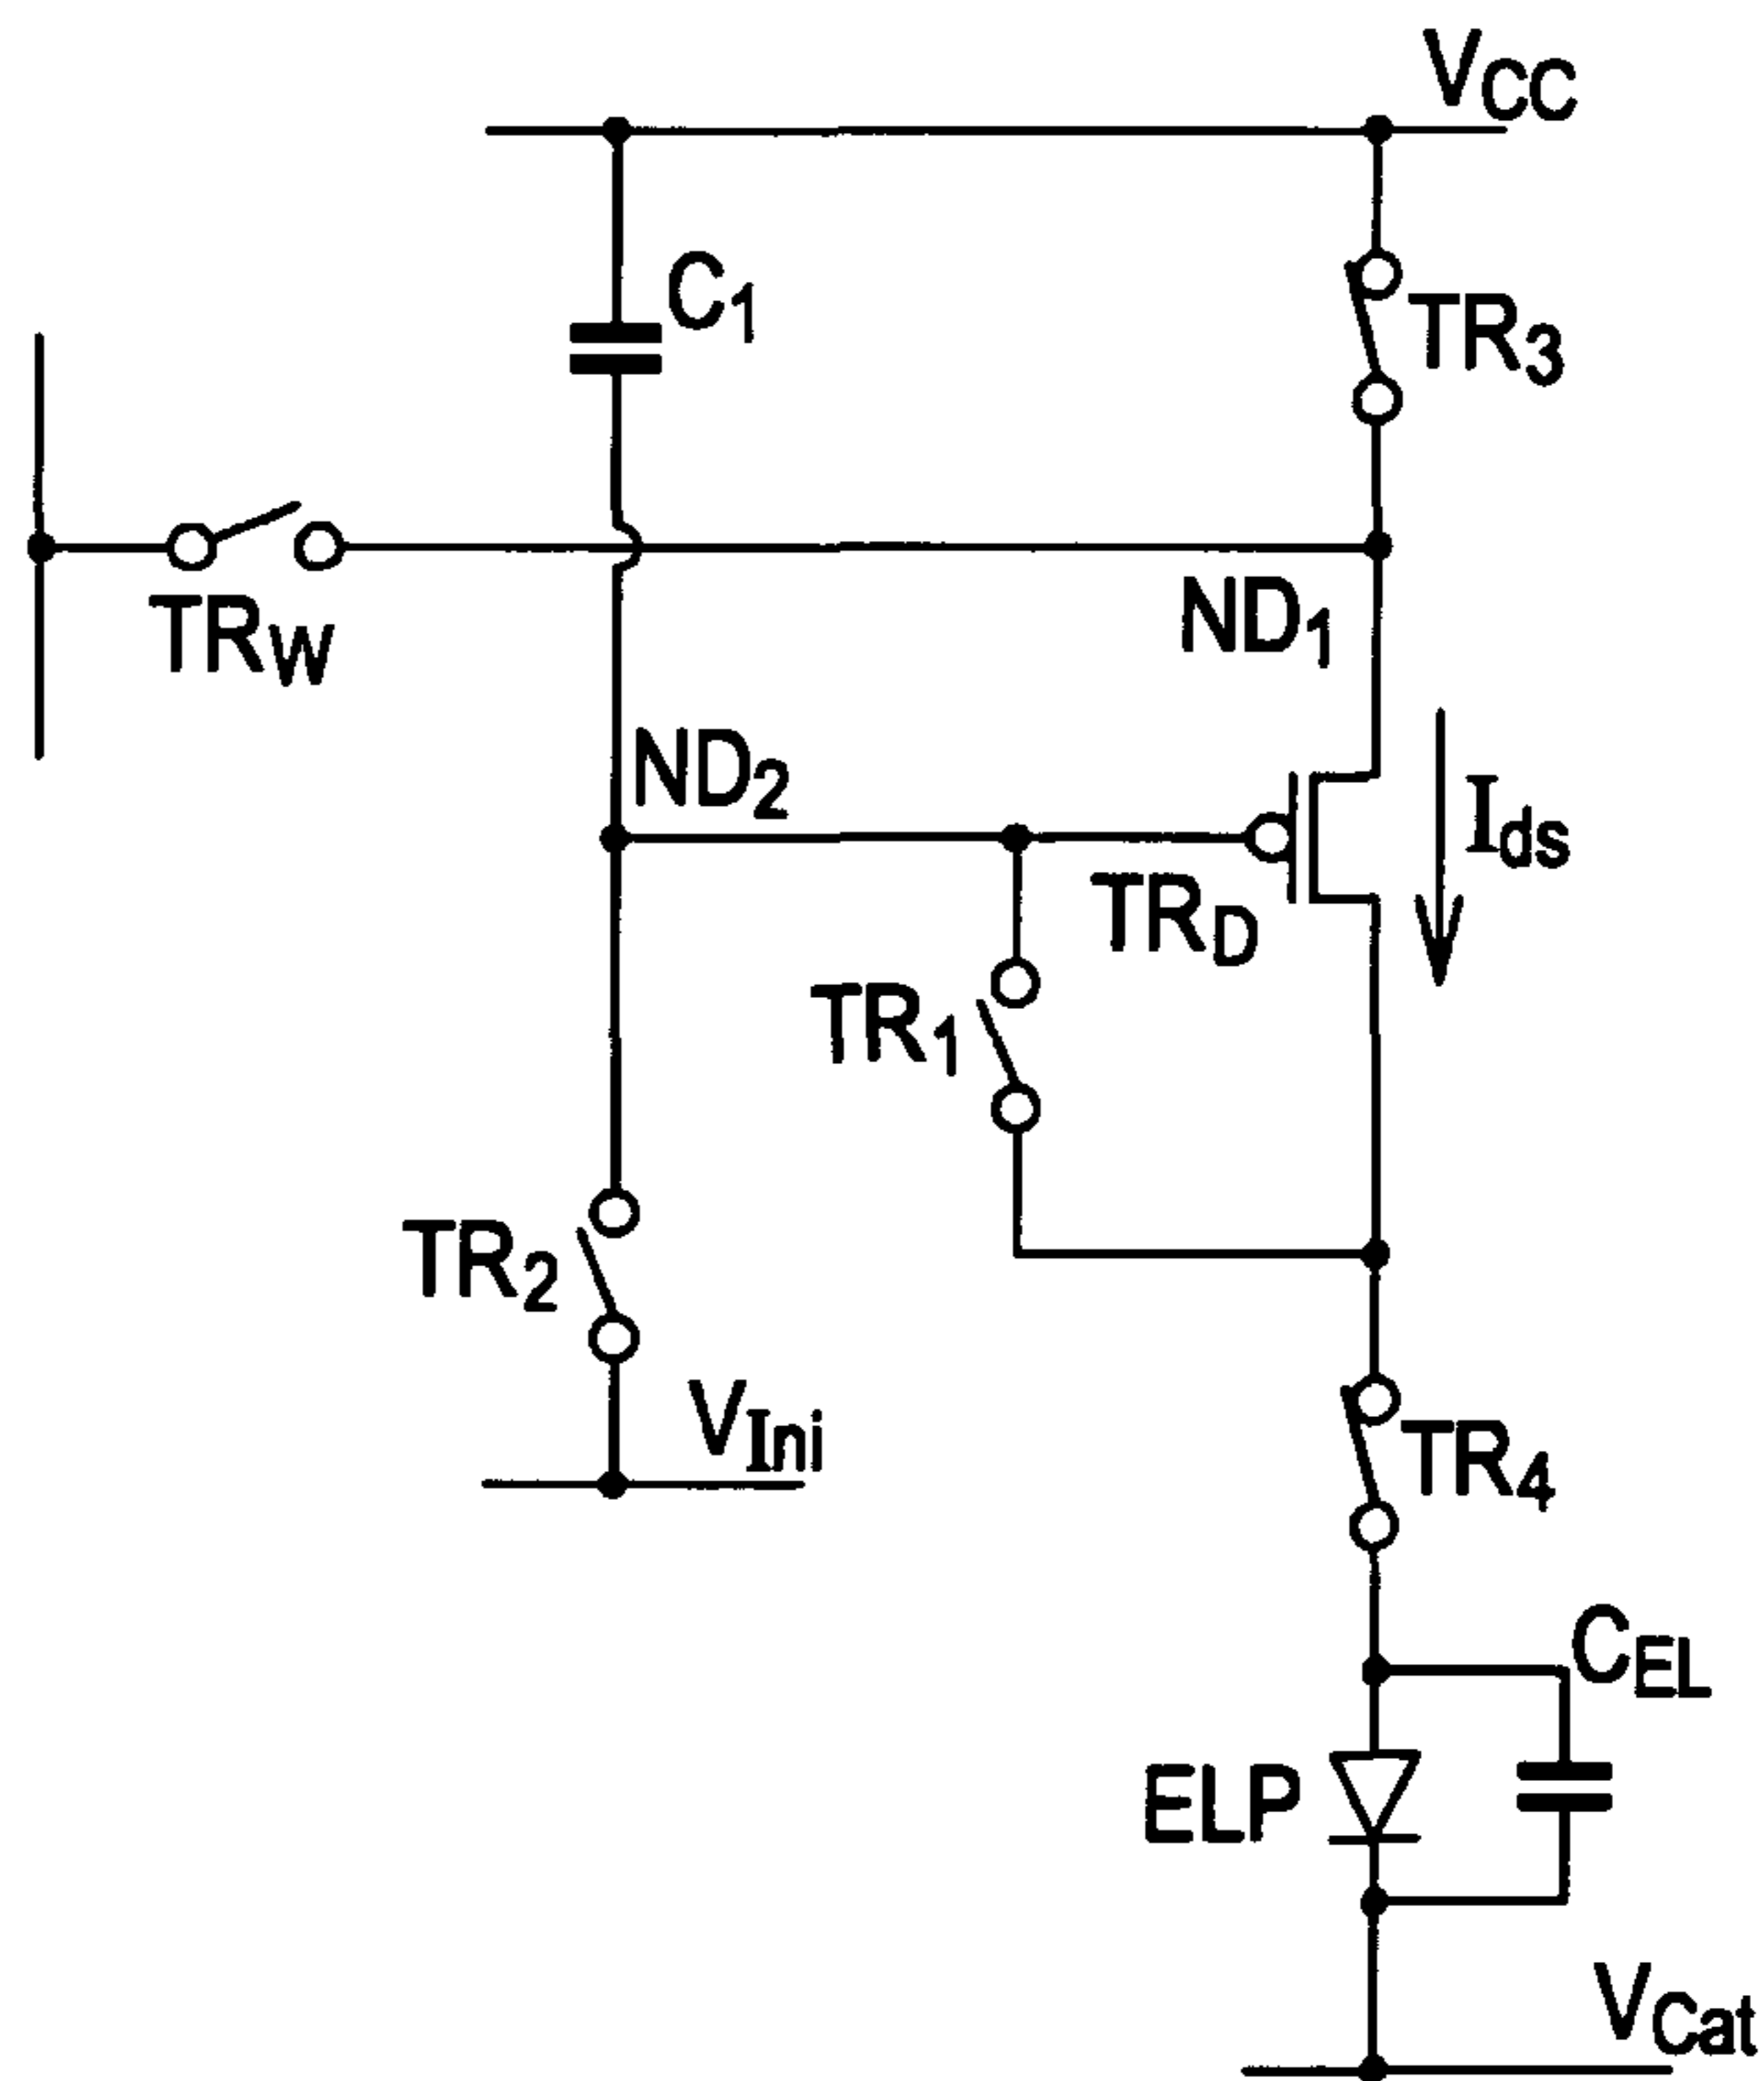 VCC
C1
TR3
TRW
ND1
ND2
Ids
TRD
TR1
TR2
VIni
TR4
CEL
ELP
VCat